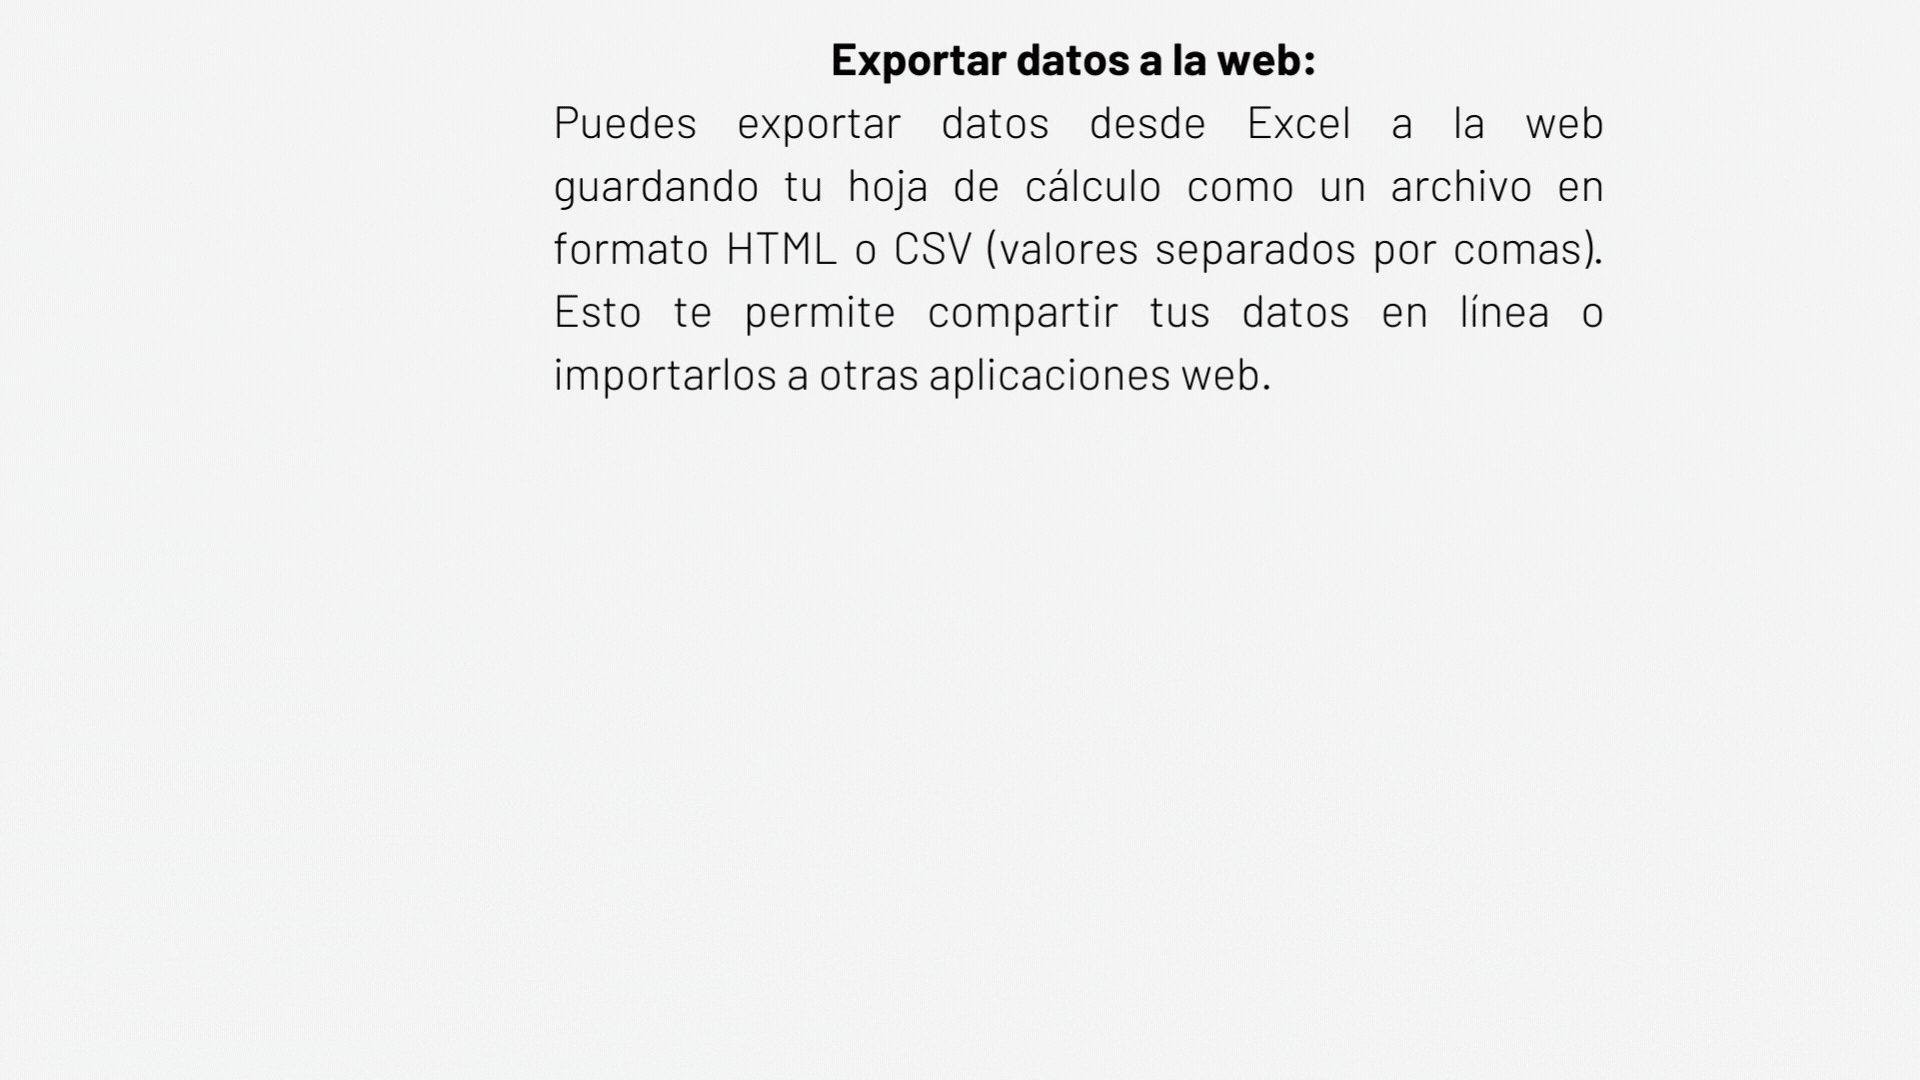 Exportar datos a la web:
Puedes exportar datos desde Excel a la web
guardando tu hoja de cálculo como un archivo en
formato HTML o CSV (valores separados por comas).
Esto te permite compartir tus datos en línea o
importarlos a otras aplicaciones web.